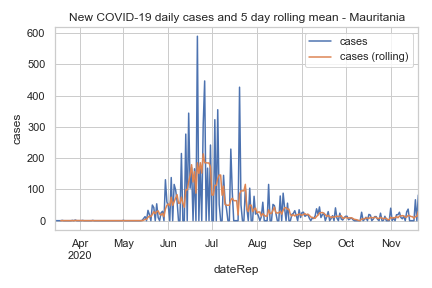 New COVID-19 daily cases and 5 day rolling mean - Mauritania
600
500
400
300
200
100
0
cases
cases
cases (rolling)
Apr
2020
May
Jun
Jul
Aug
Sep
Oct
Nov
dateRep